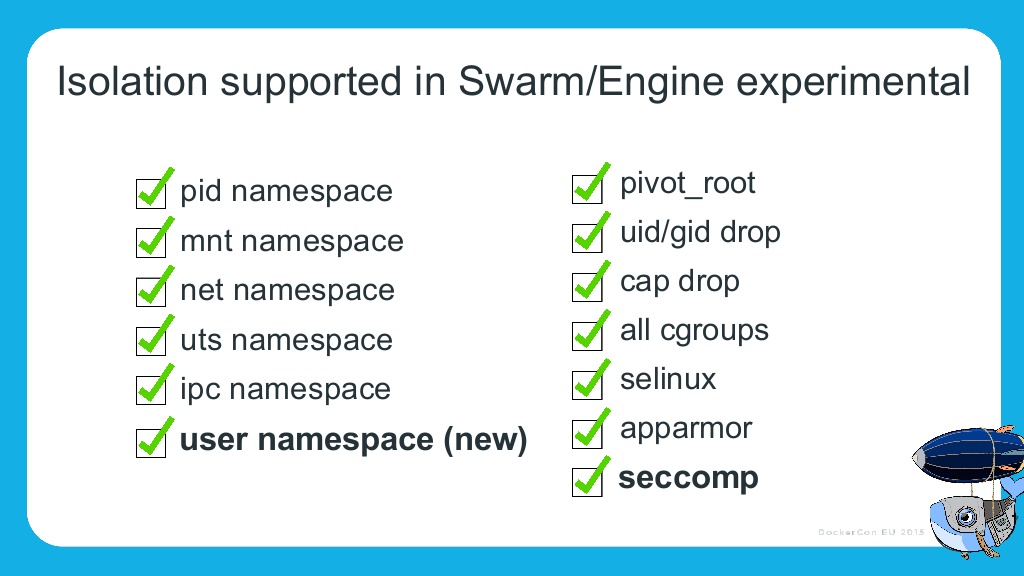 Isolation supported in Swarm/Engine experimental
pid namespace
mnt namespace
net namespace
uts namespace
ipc namespace
user namespace (new)
pivot_root
uid/gid drop
cap drop
all cgroups
selinux
apparmor
seccomp
DockerCon EU 2015